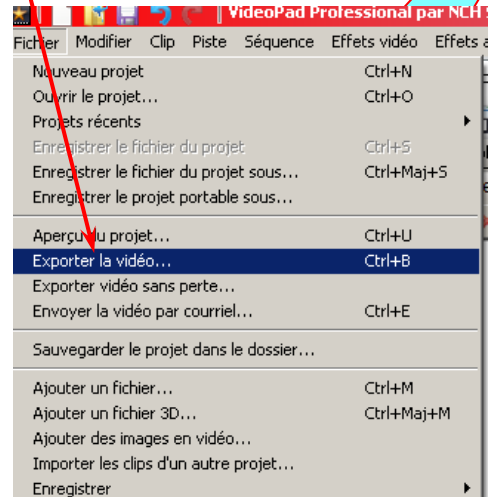 VideoPad Professional par NCH
Fichier Modifier Clip Piste Séquence Effets vidéo Effets
Nouveau projet Ctrl+N
Ouvrir le projet... Ctrl+O
Projets récents
Enregistrer le fichier du projet Ctrl+S
Enregistrer le fichier du projet sous... Ctrl+Maj+S
Enregistrer le projet portable sous...
Aperçu du projet... Ctrl+U
Exporter la vidéo... Ctrl+B
Exporter vidéo sans perte...
Envoyer la vidéo par courriel... Ctrl+E
Sauvegarder le projet dans le dossier...
Ajouter un fichier... Ctrl+M
Ajouter un fichier 3D... Ctrl+Maj+M
Ajouter des images en vidéo...
Importer les clips d'un autre projet...
Enregistrer